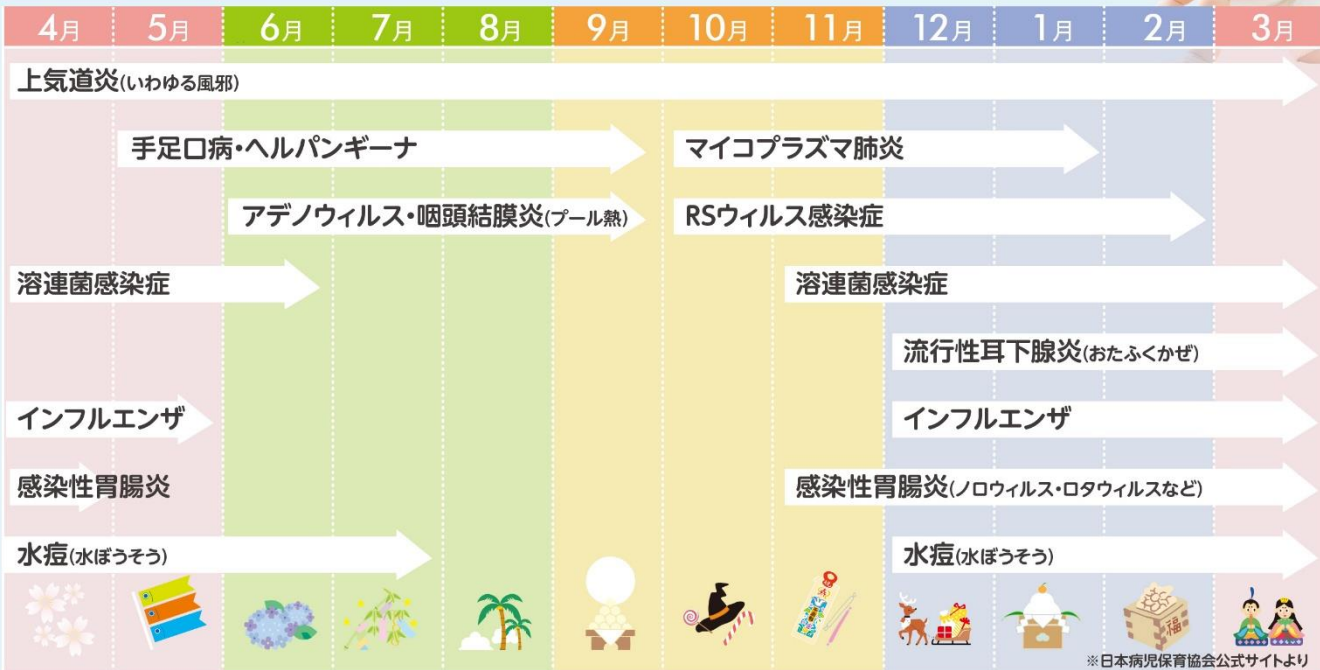 4月 5月 6月 7月 8月 9月 10月 11月 12月 1月 2月 3月
上気道炎(いわゆる風邪)
手足口病・ヘルパンギーナ マイコプラズマ肺炎
アデノウィルス・咽頭結膜炎(プール熱) RSウィルス感染症
溶連菌感染症 溶連菌感染症
流行性耳下腺炎(おたふくかぜ)
インフルエンザ インフルエンザ
感染性胃腸炎 感染性胃腸炎(ノロウィルス・ロタウィルスなど)
水痘(水ぼうそう) 水痘(水ぼうそう)
福
※日本病児保育協会公式サイトより